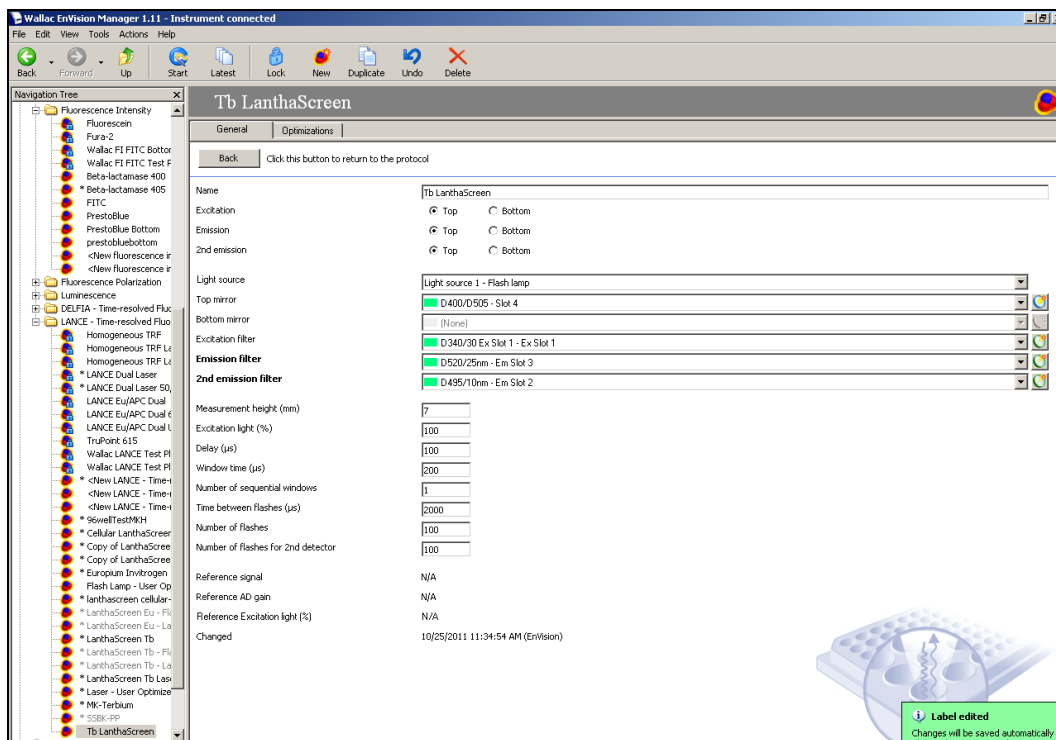 Wallac EnVision Manager 1.11 - Instrument connected
File Edit View Tools Actions Help
Back Forward Up Start Latest Lock New Duplicate Undo Delete
Navigation Tree
Fluorescence Intensity
Fluorescein
Fura-2
Wallac FI FITC Bottor
Wallac FI FITC Test F
Beta-lactamase 400
* Beta-lactamase 405
FITC
PrestoBlue
PrestoBlue Bottom
prestobluebottom
<New fluorescence ir
<New fluorescence ir
Fluorescence Polarization
Luminescence
DELFIA - Time-resolved Fluo
LANCE - Time-resolved Fluo
Homogeneous TRF
Homogeneous TRF La
Homogeneous TRF La
* LANCE Dual Laser
* LANCE Dual Laser 50,
LANCE Eu/APC Dual
LANCE Eu/APC Dual 6
LANCE Eu/APC Dual L
TruPoint 615
Wallac LANCE Test Pl
Wallac LANCE Test Pl
* <New LANCE - Time-r
<New LANCE - Time-r
<New LANCE - Time-r
* 96wellTestMKH
* Cellular LanthaScreen
* Copy of LanthaScree
* Copy of LanthaScree
* Europium Invitrogen
Flash Lamp - User Op
* lanthascreen cellular-
* LanthaScreen Eu - Fla
* LanthaScreen Eu - La
* LanthaScreen Tb
* LanthaScreen Tb - Fla
* LanthaScreen Tb - La
* LanthaScreen Tb Lase
* Laser - User Optimize
* MK-Terbium
* SSBK-PP
Tb LanthaScreen
Tb LanthaScreen
General Optimizations
Back Click this button to return to the protocol
Name Tb LanthaScreen
Excitation Top Bottom
Emission Top Bottom
2nd emission Top Bottom
Light source Light source 1 - Flash lamp
Top mirror D400/D505 - Slot 4
Bottom mirror (None)
Excitation filter D340/30 Ex Slot 1 - Ex Slot 1
Emission filter D520/25nm - Em Slot 3
2nd emission filter D495/10nm - Em Slot 2
Measurement height (mm) 7
Excitation light (%) 100
Delay (µs) 100
Window time (µs) 200
Number of sequential windows 1
Time between flashes (µs) 2000
Number of flashes 100
Number of flashes for 2nd detector 100
Reference signal N/A
Reference AD gain N/A
Reference Excitation light (%) N/A
Changed 10/25/2011 11:34:54 AM (EnVision)
Label edited
Changes will be saved automatically